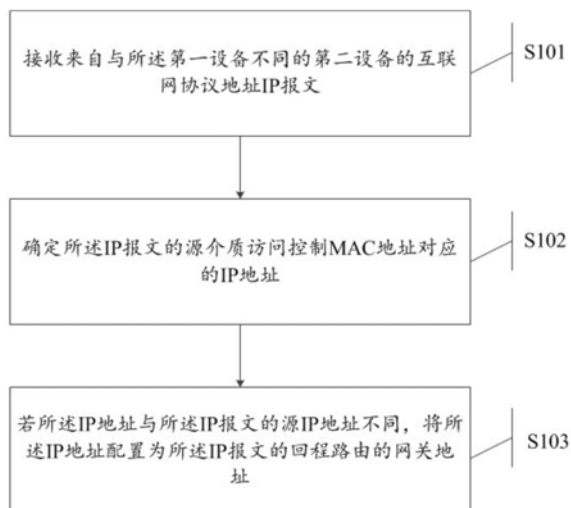 接收来自与所述第一设备不同的第二设备的互联
网协议地址IP报文
S101
确定所述IP报文的源介质访问控制MAC地址对应
的IP地址
S102
若所述IP地址与所述IP报文的源IP地址不同，将所
述IP地址配置为所述IP报文的回程路由的网关地
址
S103